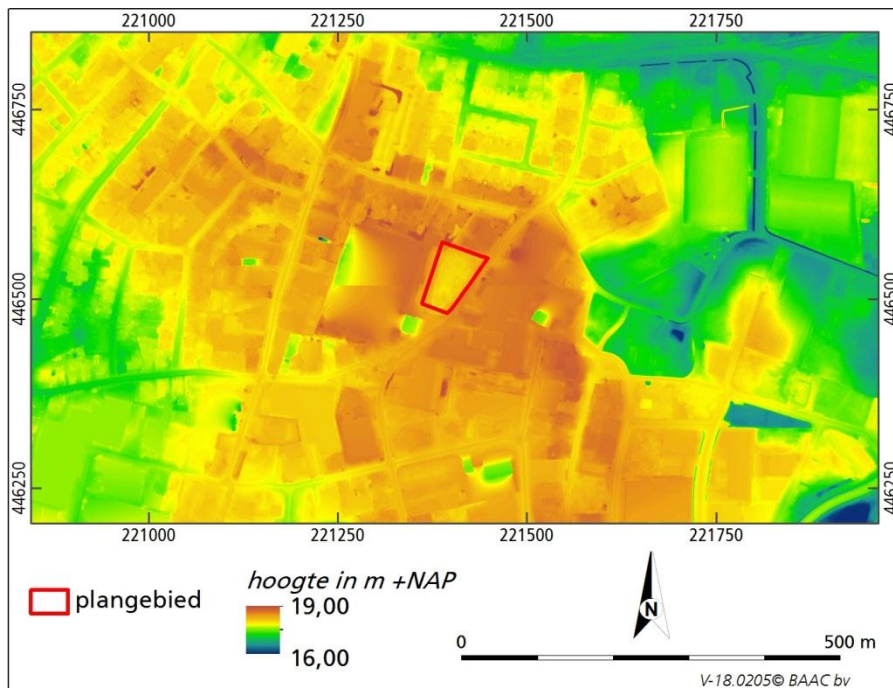 221000 221250 221500 221750
446750 446750
446500 446500
446250 446250
221000 221250 221500 221750
plangebied
hoogte in m +NAP
19,00
16,00
N
0 500 m
V-18.0205© BAAC bv